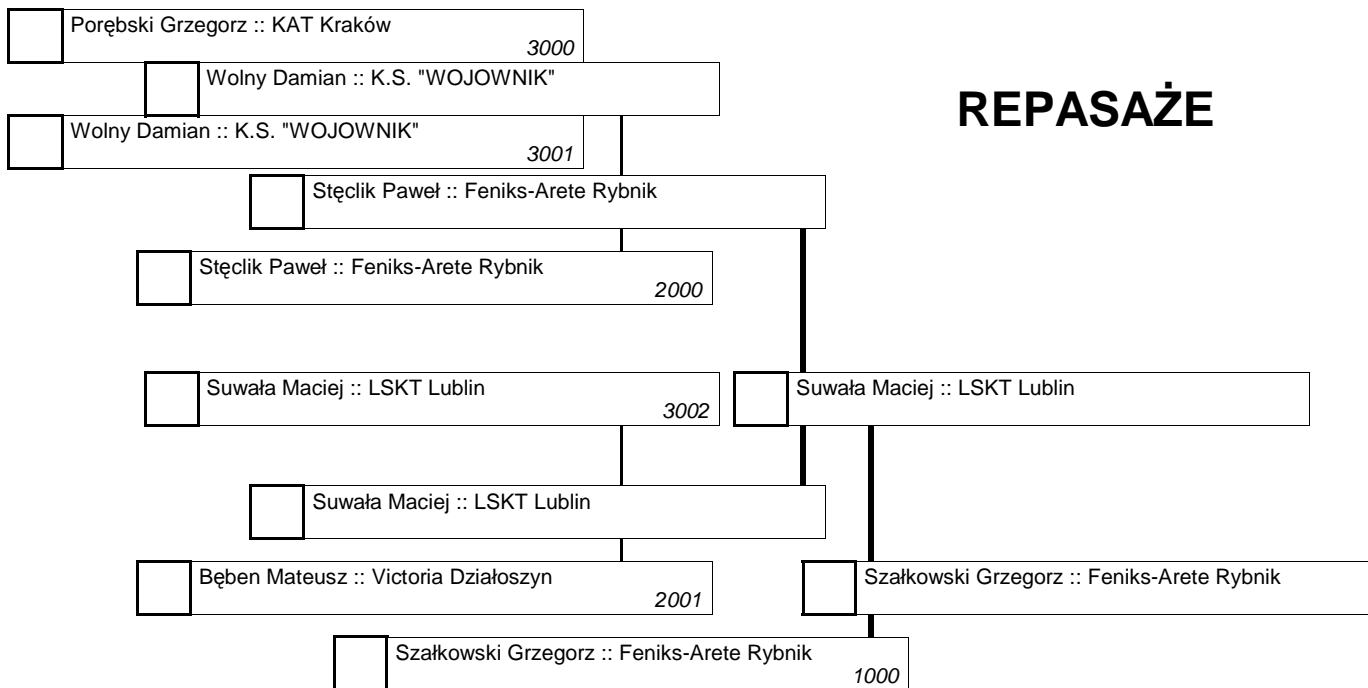 Porębski Grzegorz :: KAT Kraków
3000
Wolny Damian :: K.S. "WOJOWNIK"
REPASAŻE
Wolny Damian :: K.S. "WOJOWNIK"
3001
Stęclik Paweł :: Feniks-Arete Rybnik
Stęclik Paweł :: Feniks-Arete Rybnik
2000
Suwała Maciej :: LSKT Lublin
3002
Suwała Maciej :: LSKT Lublin
Suwała Maciej :: LSKT Lublin
Bęben Mateusz :: Victoria Działoszyn
2001
Szałkowski Grzegorz :: Feniks-Arete Rybnik
Szałkowski Grzegorz :: Feniks-Arete Rybnik
1000